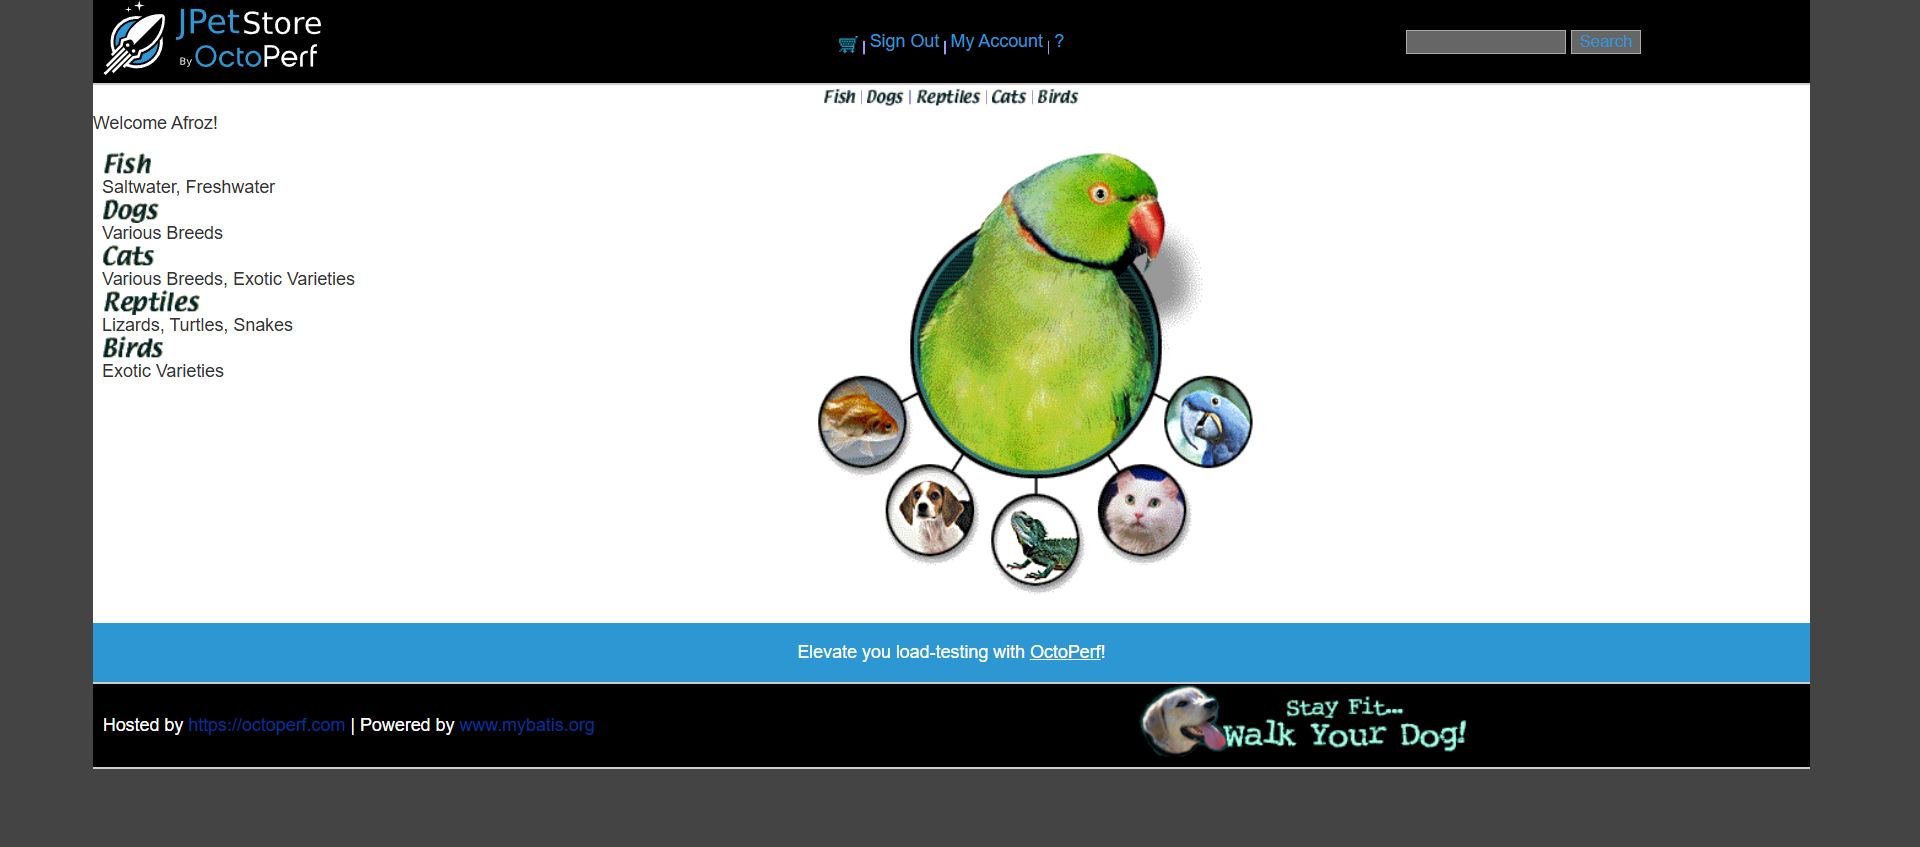 JPetStore
By OctoPerf
| Sign Out | My Account | ?
Search
Fish | Dogs | Reptiles | Cats | Birds
Welcome Afroz!
Fish
Saltwater, Freshwater
Dogs
Various Breeds
Cats
Various Breeds, Exotic Varieties
Reptiles
Lizards, Turtles, Snakes
Birds
Exotic Varieties
Elevate you load-testing with OctoPerf!
Hosted by https://octoperf.com | Powered by www.mybatis.org
Stay Fit...
Walk Your Dog!